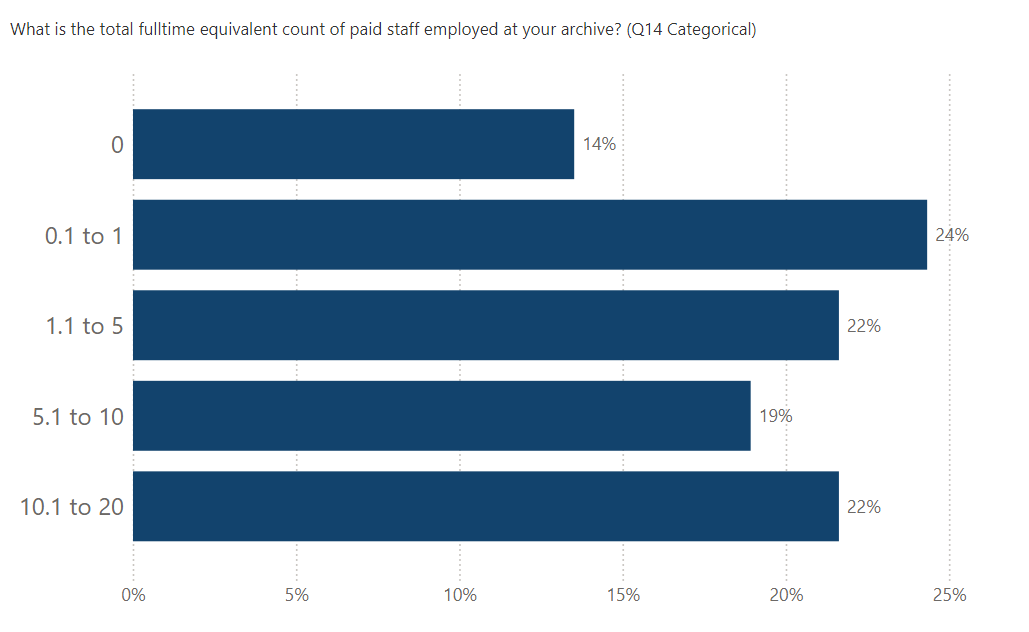 What is the total fulltime equivalent count of paid staff employed at your archive? (Q14 Categorical)
0
14%
0.1 to 1
24%
1.1 to 5
22%
5.1 to 10
19%
10.1 to 20
22%
0% 5% 10% 15% 20% 25%